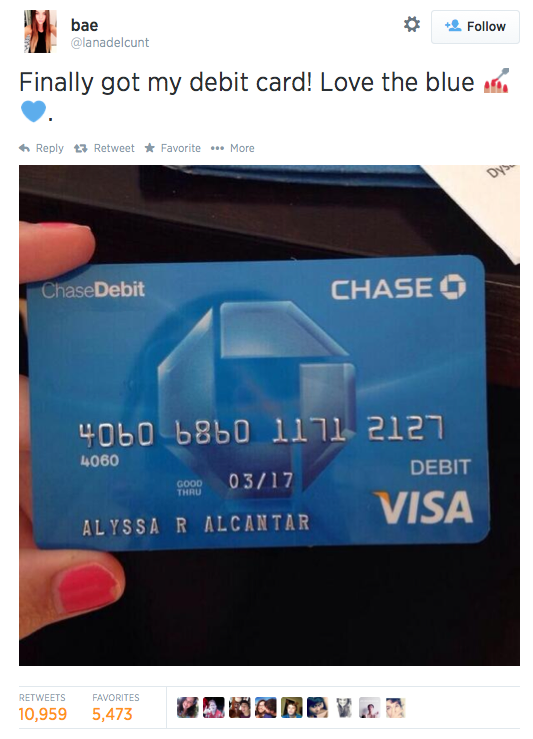 bae
@lanadelcunt
Follow
Finally got my debit card! Love the blue 💅
💙.
Reply Retweet Favorite More
ChaseDebit CHASE
4060 6860 1171 2127
4060
DEBIT
GOOD THRU 03/17
VISA
ALYSSA R ALCANTAR
RETWEETS FAVORITES
10,959 5,473